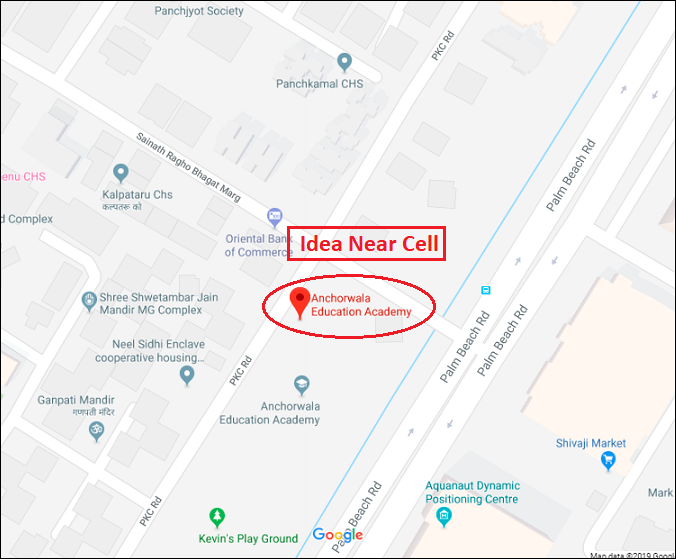 Panchjyot Society
PKC Rd
Panchkamal CHS
Sainath Ragho Bhagat Marg
enu CHS
Kalpataru Chs
कल्पतरू को
Palm Beach Rd
d Complex
Oriental Bank
of Commerce
Idea Near Cell
Anchorwala
Education Academy
Shree Shwetambar Jain
Mandir MG Complex
Palm Beach Rd
Palm Beach Rd
Neel Sidhi Enclave
cooperative housing...
PKC Rd
Ganpati Mandir
गणपती मंदिर
Anchorwala
Education Academy
Shivaji Market
Aquanaut Dynamic
Positioning Centre
Mark
Palm Beach Rd
PKC Rd
Kevin's Play Ground
Google
Map data ©2019 Googl